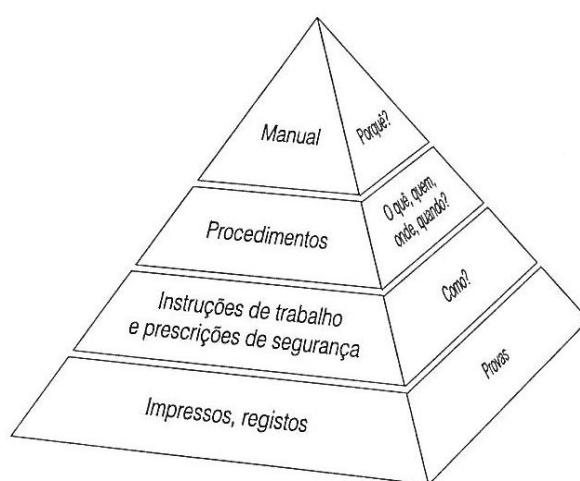 Manual
Porquê?
Procedimentos
O quê, quem,
onde, quando?
Instruções de trabalho
e prescrições de segurança
Como?
Impressos, registos
Provas